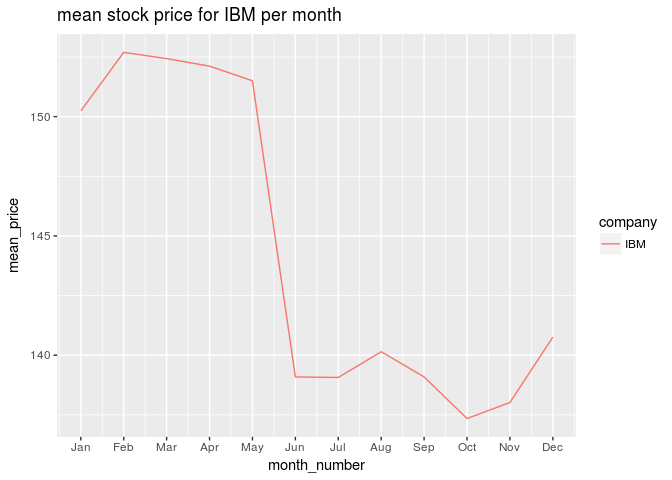 mean stock price for IBM per month
150
145
140
mean_price
Jan Feb Mar Apr May Jun Jul Aug Sep Oct Nov Dec
month_number
company
IBM